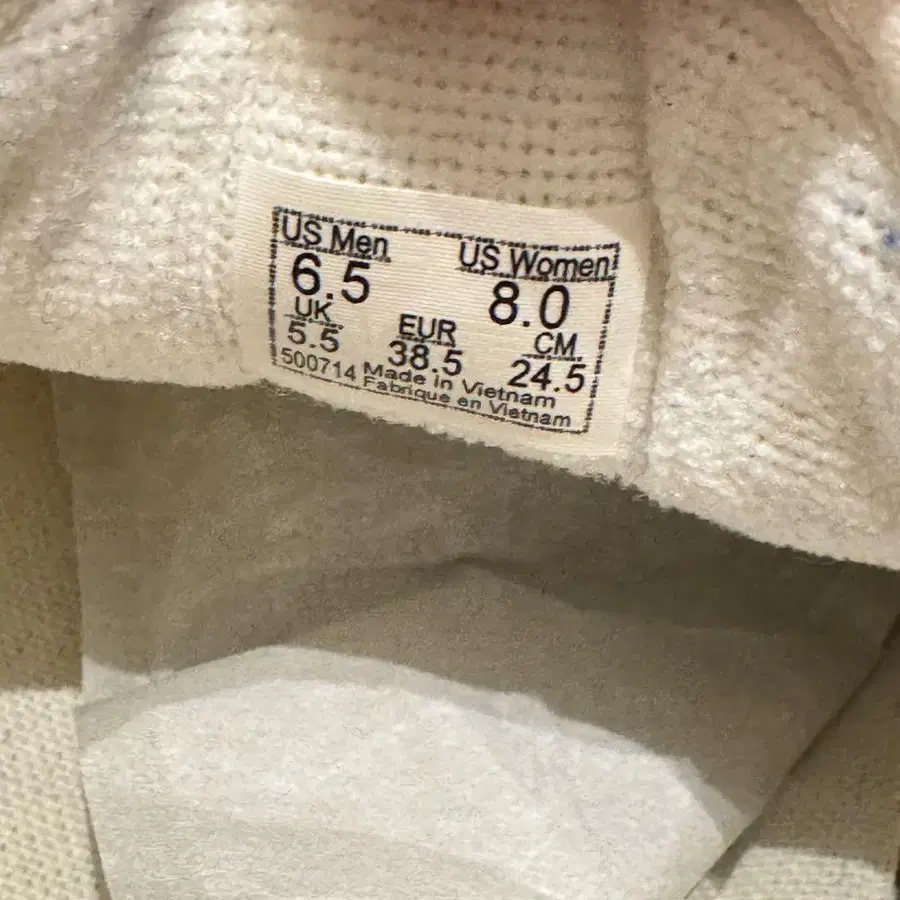 US Men US Women
6.5 8.0
UK EUR CM
5.5 38.5 24.5
500714 Made in Vietnam
Fabrique en Vietnam